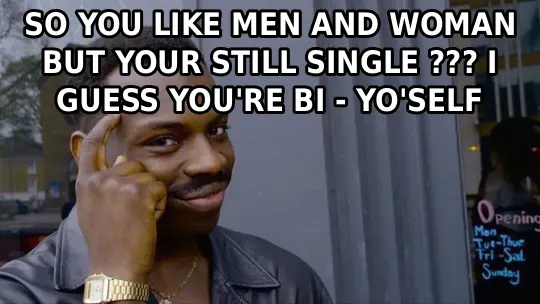 SO YOU LIKE MEN AND WOMAN
BUT YOUR STILL SINGLE ??? I
GUESS YOU'RE BI - YO'SELF
Opening
Mon
Tue-Thur
Fri - Sat
Sunday